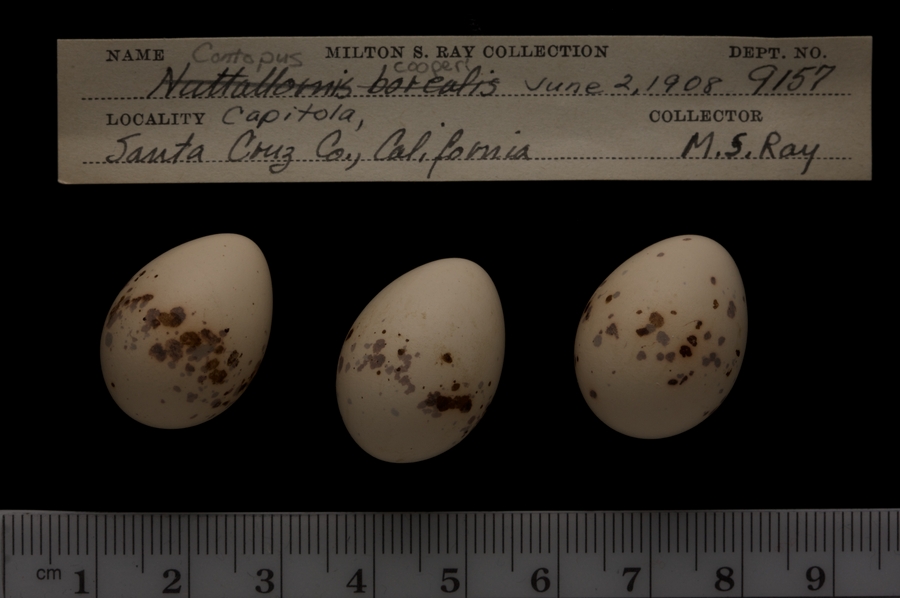 NAME Contopus MILTON S. RAY COLLECTION DEPT. NO.
cooperi
Nuttallornis borealis June 2, 1908 9157
LOCALITY Capitola, COLLECTOR
Santa Cruz Co., California M.S. Ray
cm 1 2 3 4 5 6 7 8 9